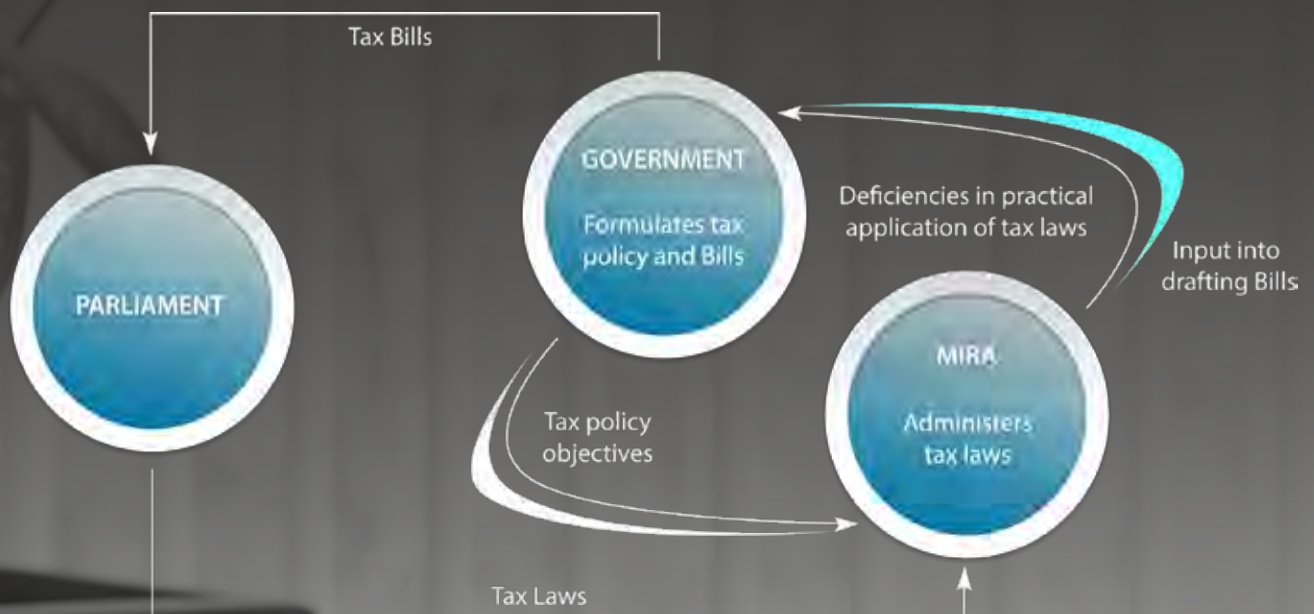 Tax Bills
GOVERNMENT
Formulates tax
policy and Bills
Deficiencies in practical
application of tax laws
Input into
drafting Bills
PARLIAMENT
MIRA
Administers
tax laws
Tax policy
objectives
Tax Laws